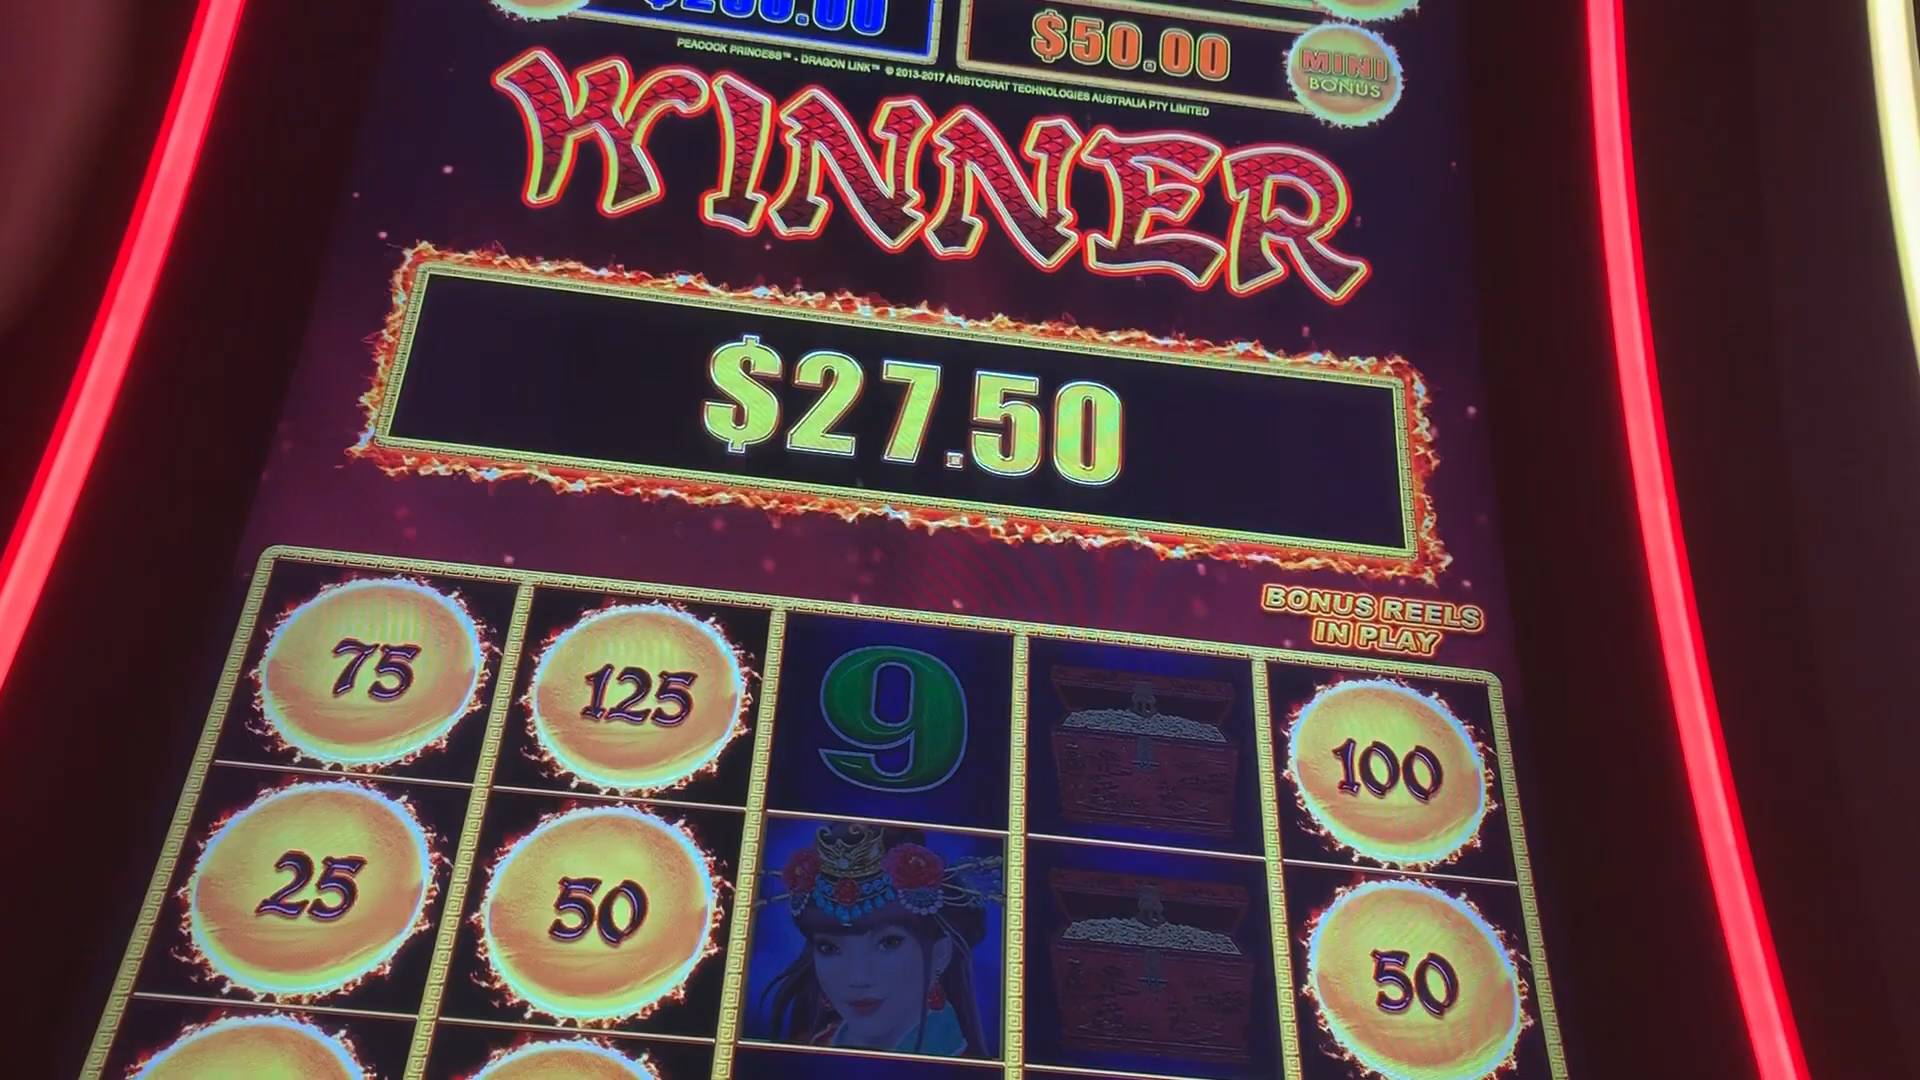 $50.00
MINI
BONUS
PEACOCK PRINCESS™ - DRAGON LINK™ © 2013-2017 ARISTOCRAT TECHNOLOGIES AUSTRALIA PTY LIMITED
WINNER
$27.50
BONUS REELS
IN PLAY
75
125
9
100
25
50
50